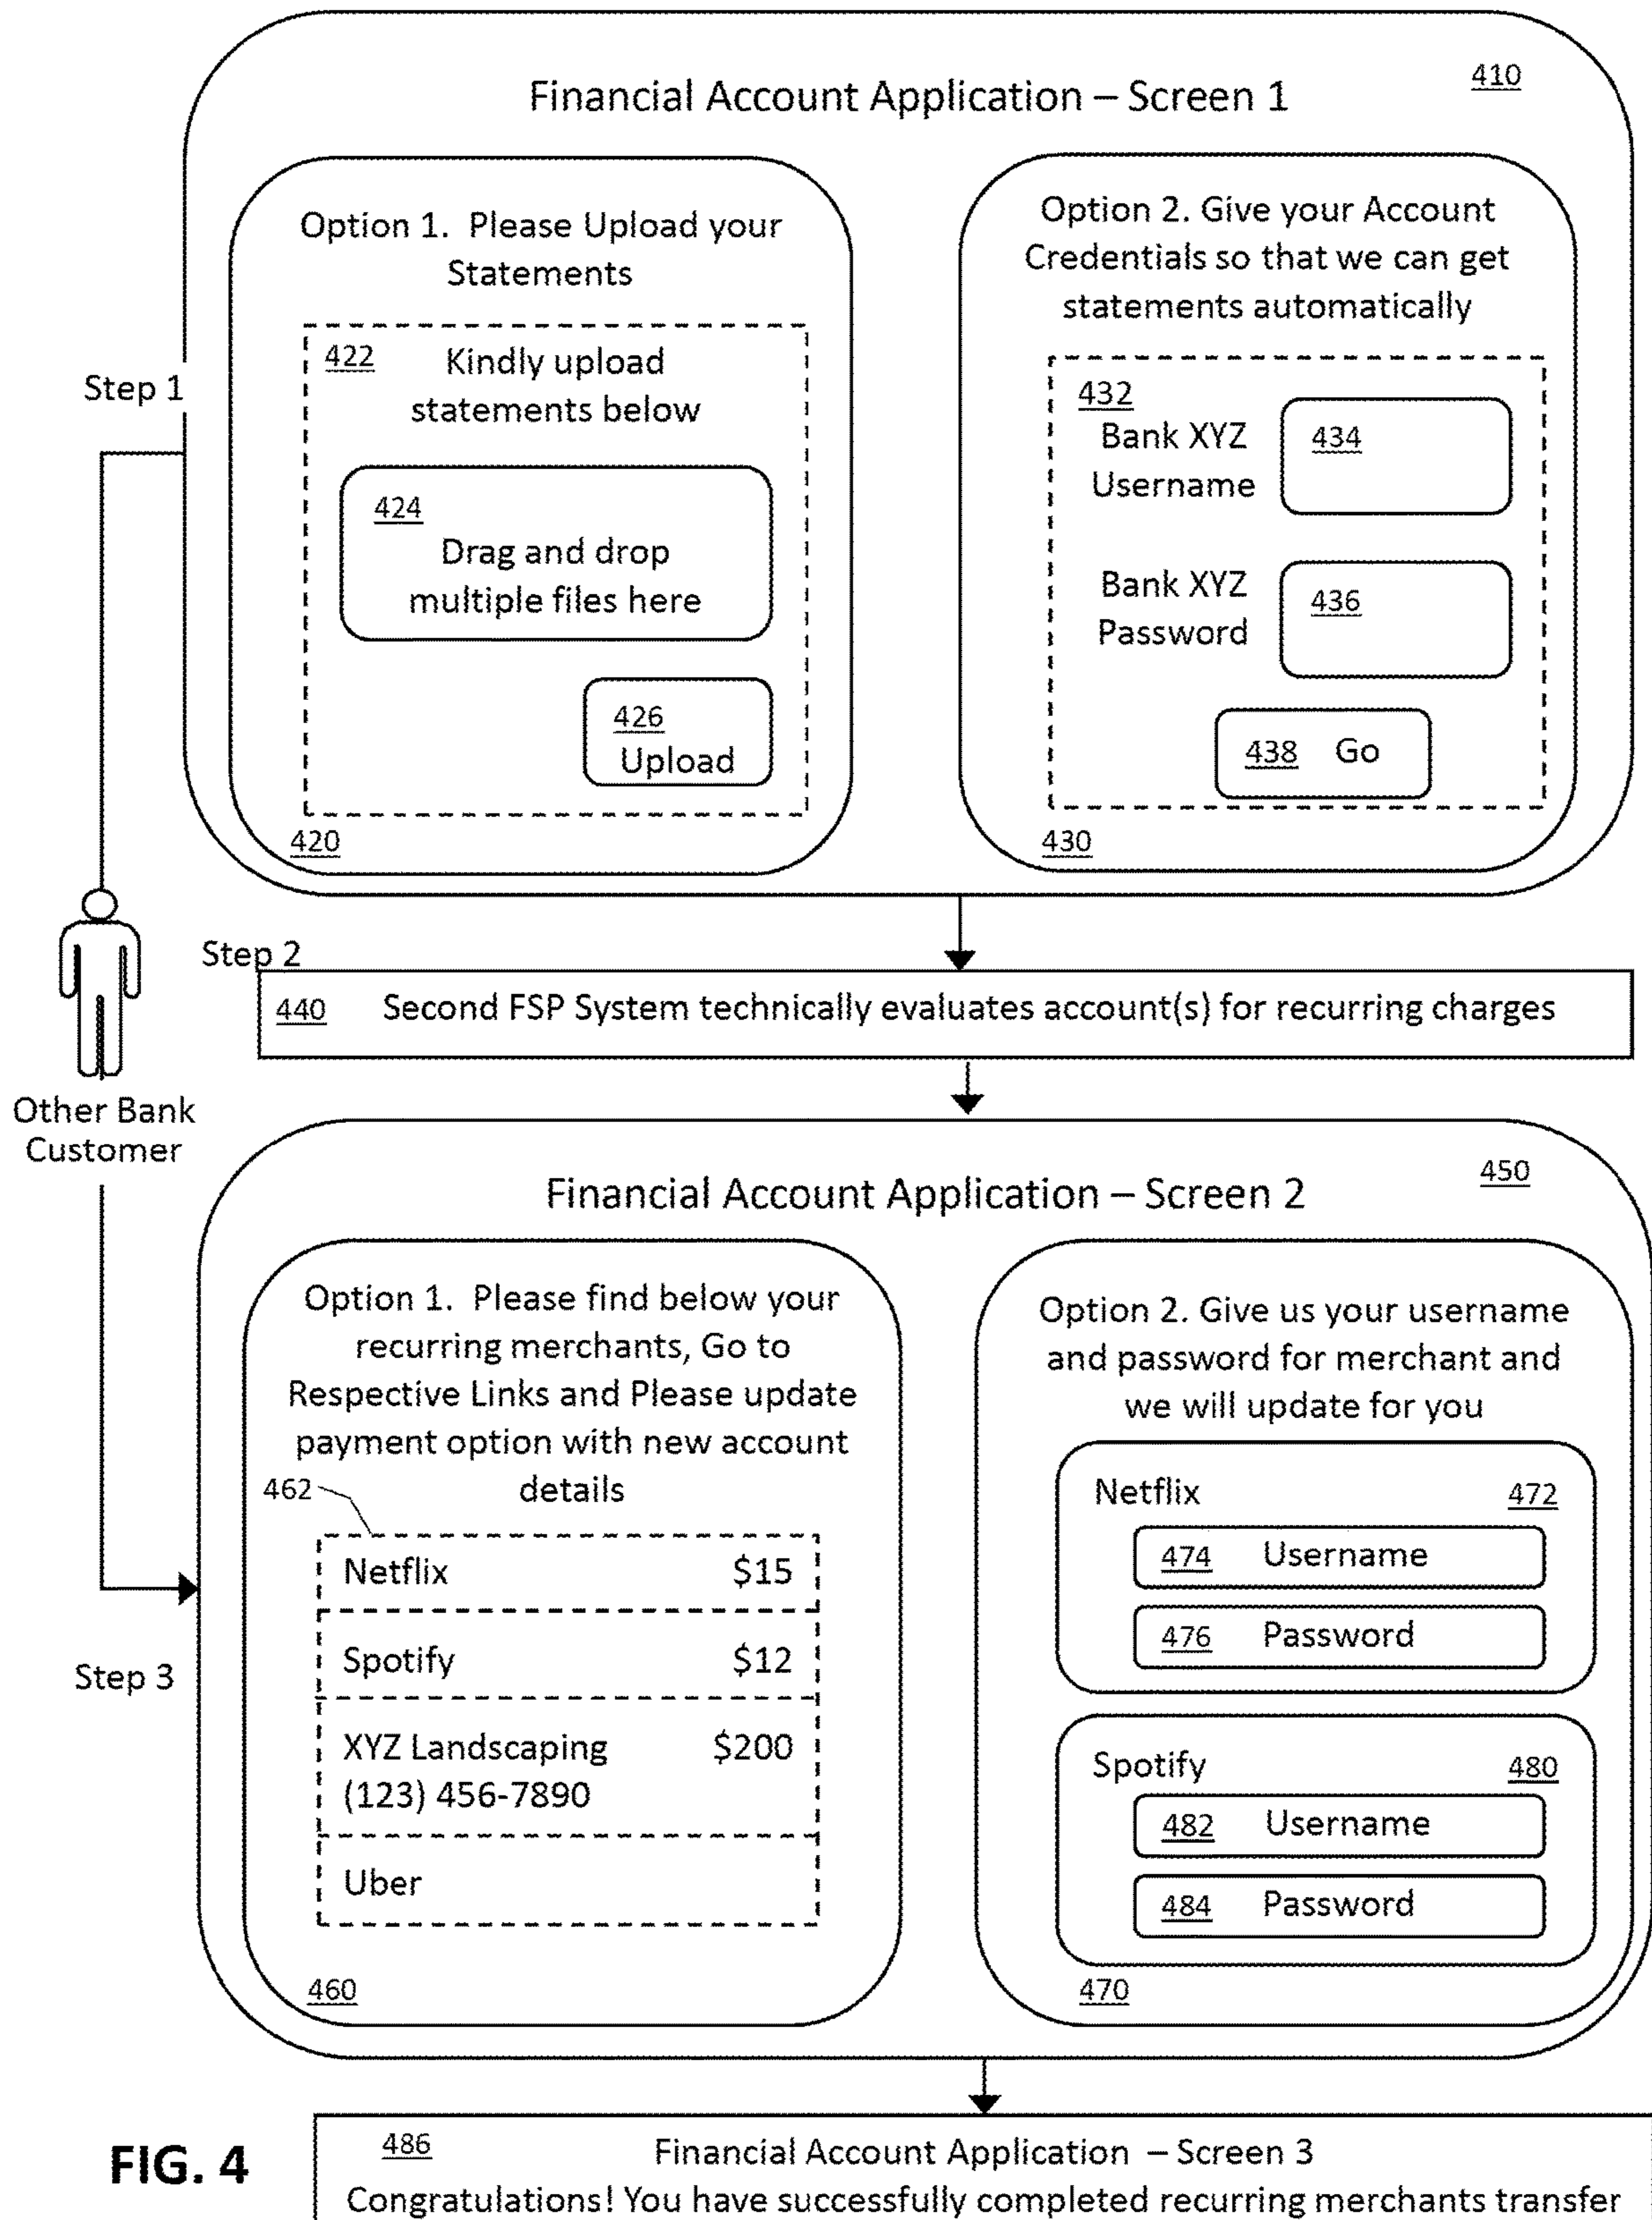 Financial Account Application – Screen 1
410
Option 1. Please Upload your
Statements
422
Kindly upload
statements below
424
Drag and drop
multiple files here
426
Upload
420
Option 2. Give your Account
Credentials so that we can get
statements automatically
432
Bank XYZ
Username
434
Bank XYZ
Password
436
438 Go
430
Step 1
Other Bank
Customer
Step 2
440 Second FSP System technically evaluates account(s) for recurring charges
Step 3
Financial Account Application – Screen 2
450
Option 1. Please find below your
recurring merchants, Go to
Respective Links and Please update
payment option with new account
details
462
Netflix $15
Spotify $12
XYZ Landscaping $200
(123) 456-7890
Uber
460
Option 2. Give us your username
and password for merchant and
we will update for you
Netflix 472
474 Username
476 Password
Spotify 480
482 Username
484 Password
470
FIG. 4
486 Financial Account Application – Screen 3
Congratulations! You have successfully completed recurring merchants transfer